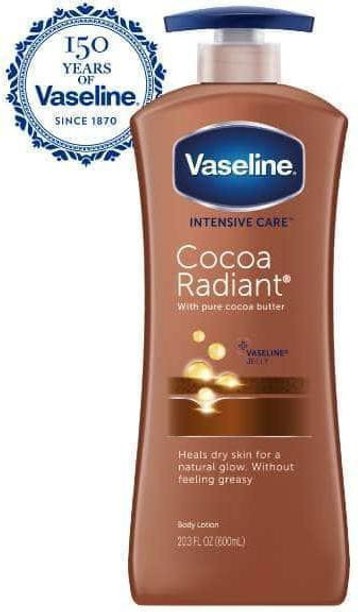 150
YEARS
OF
Vaseline.
SINCE 1870
Vaseline.
INTENSIVE CARE™
Cocoa
Radiant®
With pure cocoa butter
VASELINE®
JELLY
Heals dry skin for a
natural glow. Without
feeling greasy
Body Lotion
20.3 FL OZ (600mL)